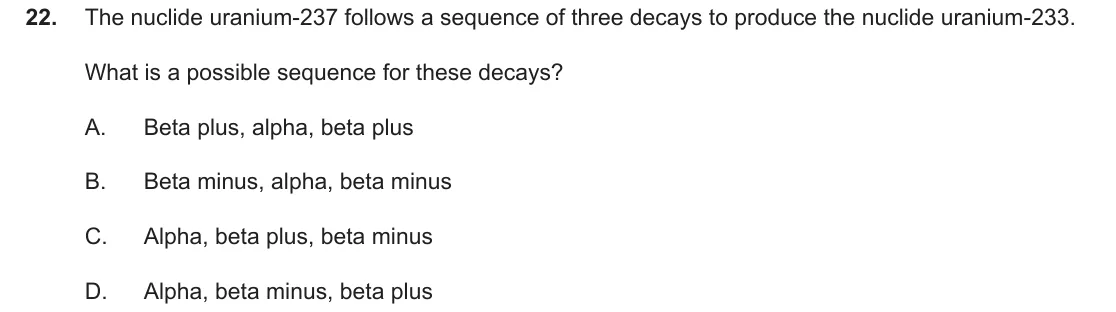 22. The nuclide uranium-237 follows a sequence of three decays to produce the nuclide uranium-233.
What is a possible sequence for these decays?
A. Beta plus, alpha, beta plus
B. Beta minus, alpha, beta minus
C. Alpha, beta plus, beta minus
D. Alpha, beta minus, beta plus